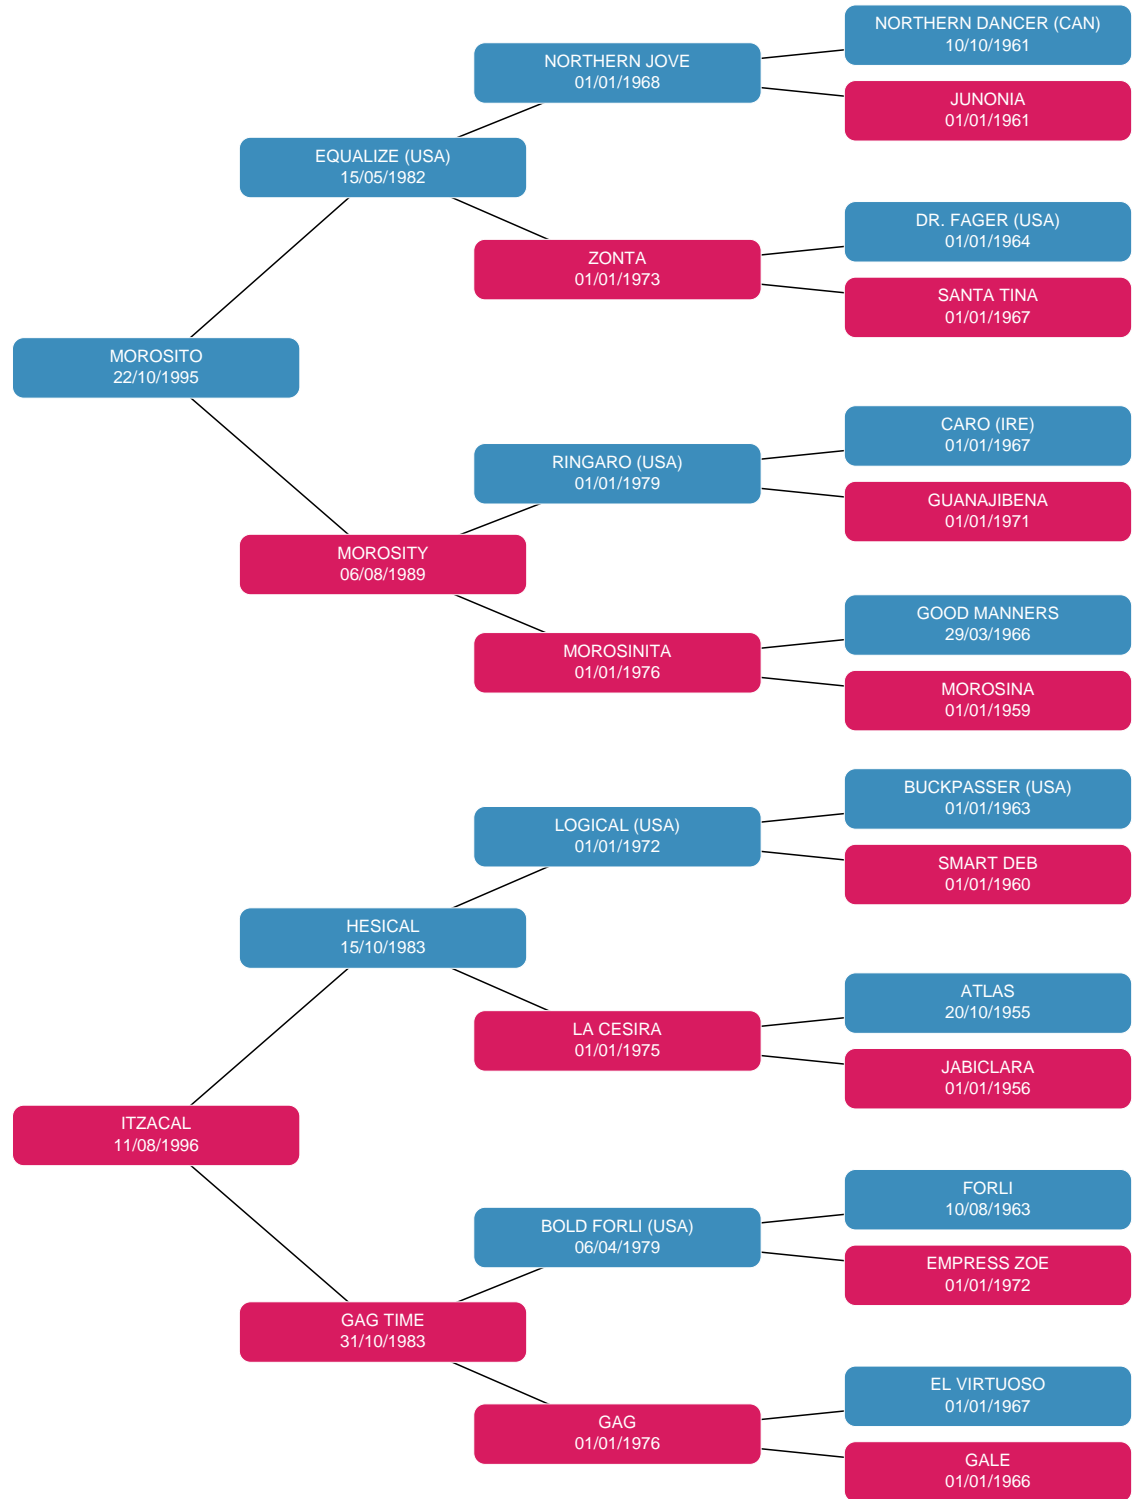 NORTHERN DANCER (CAN)
10/10/1961
NORTHERN JOVE
01/01/1968
JUNONIA
01/01/1961
EQUALIZE (USA)
15/05/1982
DR. FAGER (USA)
01/01/1964
ZONTA
01/01/1973
SANTA TINA
01/01/1967
MOROSITO
22/10/1995
CARO (IRE)
01/01/1967
RINGARO (USA)
01/01/1979
GUANAJIBENA
01/01/1971
MOROSITY
06/08/1989
GOOD MANNERS
29/03/1966
MOROSINITA
01/01/1976
MOROSINA
01/01/1959
BUCKPASSER (USA)
01/01/1963
LOGICAL (USA)
01/01/1972
SMART DEB
01/01/1960
HESICAL
15/10/1983
ATLAS
20/10/1955
LA CESIRA
01/01/1975
JABICLARA
01/01/1956
ITZACAL
11/08/1996
FORLI
10/08/1963
BOLD FORLI (USA)
06/04/1979
EMPRESS ZOE
01/01/1972
GAG TIME
31/10/1983
EL VIRTUOSO
01/01/1967
GAG
01/01/1976
GALE
01/01/1966